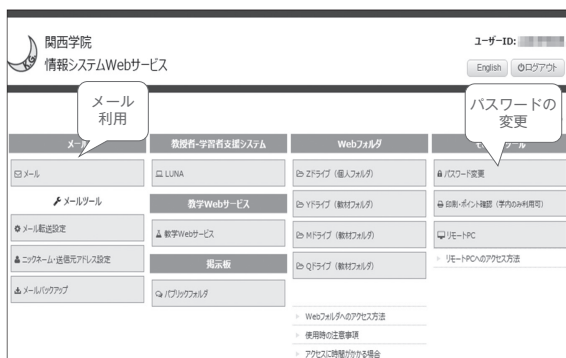 関西学院
情報システムWebサービス
ユーザーID:
English
ログアウト
メール
利用
パスワードの
変更
教授者-学習者支援システム
Webフォルダ
メール
LUNA
Zドライブ（個人フォルダ）
パスワード変更
メールツール
教学Webサービス
Yドライブ（教材フォルダ）
印刷・ポイント確認（学内のみ利用可）
メール転送設定
教学Webサービス
Mドライブ（教材フォルダ）
リモートPC
ニックネーム・送信元アドレス設定
掲示板
Qドライブ（教材フォルダ）
リモートPCへのアクセス方法
メールバックアップ
パブリックフォルダ
Webフォルダへのアクセス方法
使用時の注意事項
アクセスに時間がかかる場合